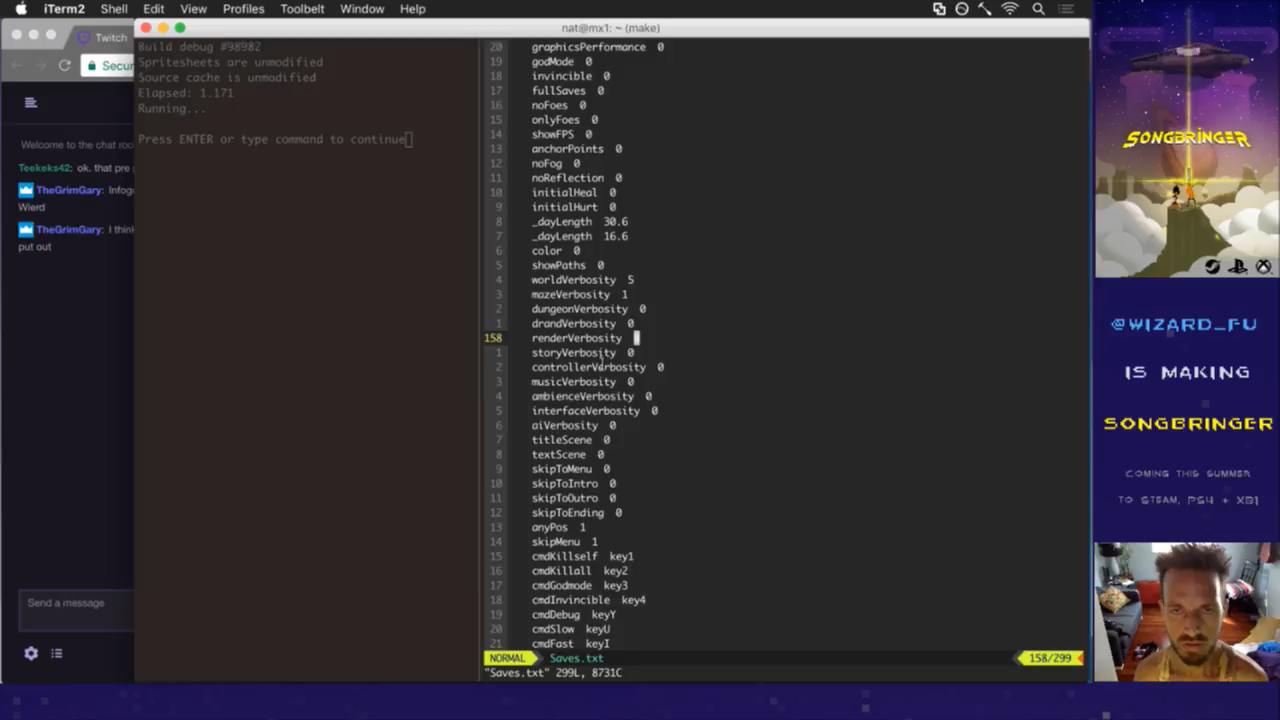 iTerm2 Shell Edit View Profiles Toolbelt Window Help
Twitch
nat@mx1: ~ (make)
Secur
Build debug #98982
Spritesheets are unmodified
Source cache is unmodified
Elapsed: 1.171
Running...
Press ENTER or type command to continue
Welcome to the chat roo
Teekeks42: ok. that pre
TheGrimGary: Infog
Wierd
TheGrimGary: I think
put out
Send a message
20 graphicsPerformance 0
19 godMode 0
18 invincible 0
17 fullSaves 0
16 noFoes 0
15 onlyFoes 0
14 showFPS 0
13 anchorPoints 0
12 noFog 0
11 noReflection 0
10 initialHeal 0
9 initialHurt 0
8 _dayLength 30.6
7 _dayLength 16.6
6 color 0
5 showPaths 0
4 worldVerbosity 5
3 mazeVerbosity 1
2 dungeonVerbosity 0
1 drandVerbosity 0
158 renderVerbosity
1 storyVerbosity 0
2 controllerVerbosity 0
3 musicVerbosity 0
4 ambienceVerbosity 0
5 interfaceVerbosity 0
6 aiVerbosity 0
7 titleScene 0
8 textScene 0
9 skipToMenu 0
10 skipToIntro 0
11 skipToOutro 0
12 skipToEnding 0
13 anyPos 1
14 skipMenu 1
15 cmdKillself key1
16 cmdKillall key2
17 cmdGodmode key3
18 cmdInvincible key4
19 cmdDebug keyY
20 cmdSlow keyU
21 cmdFast keyI
NORMAL Saves.txt 158/299
"Saves.txt" 299L, 8731C
SONGBRINGER
@WIZARD_FU
IS MAKING
SONGBRINGER
COMING THIS SUMMER
TO STEAM, PS4 + XB1